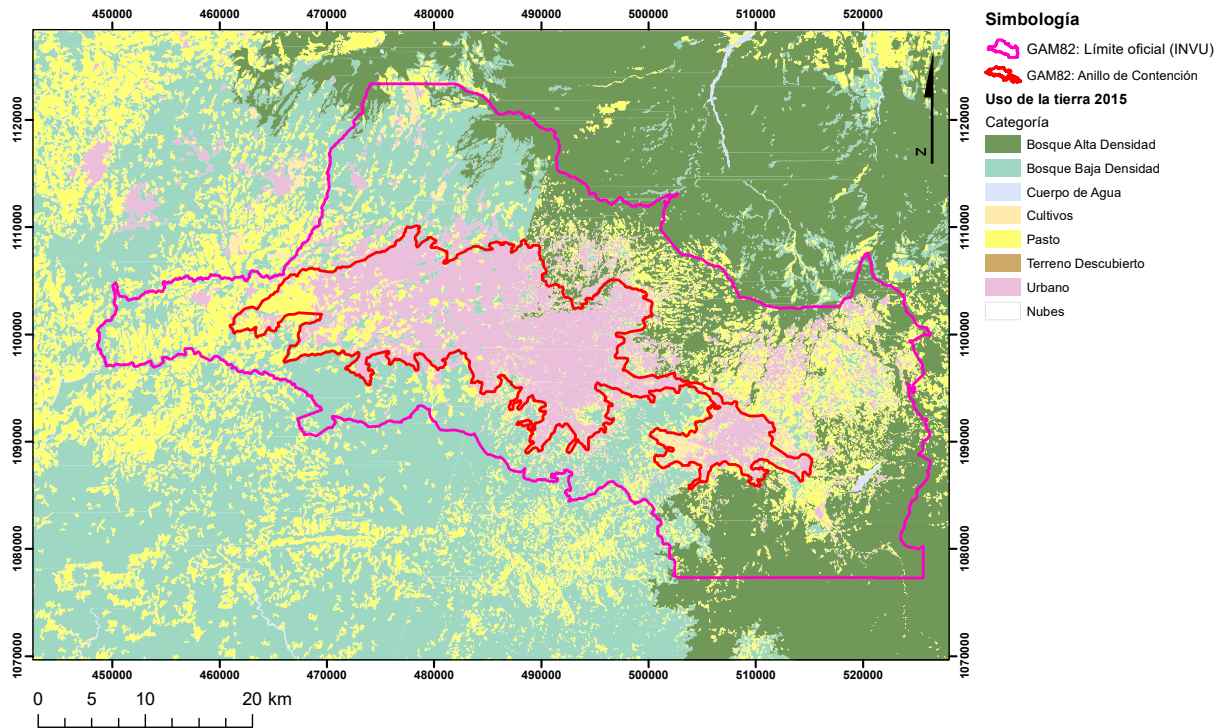 450000 460000 470000 480000 490000 500000 510000 520000
1120000 1120000
1110000 1110000
1100000 1100000
1090000 1090000
1080000 1080000
1070000 1070000
450000 460000 470000 480000 490000 500000 510000 520000
0 5 10 20 km
N
Simbología
GAM82: Límite oficial (INVU)
GAM82: Anillo de Contención
Uso de la tierra 2015
Categoría
Bosque Alta Densidad
Bosque Baja Densidad
Cuerpo de Agua
Cultivos
Pasto
Terreno Descubierto
Urbano
Nubes